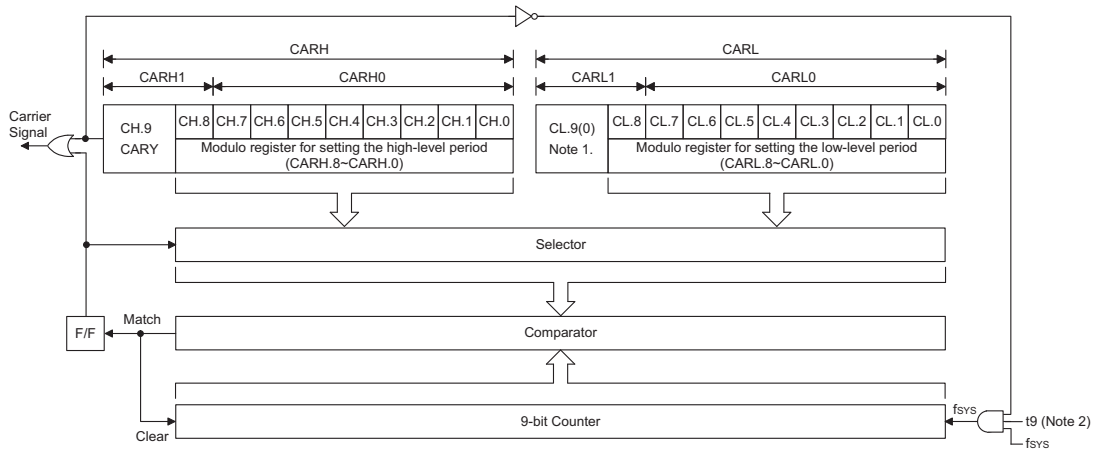 CARH
CARL
CARH1
CARH0
CARL1
CARL0
Carrier
Signal
CH.9
CARY
CH.8 CH.7 CH.6 CH.5 CH.4 CH.3 CH.2 CH.1 CH.0
Modulo register for setting the high-level period
(CARH.8~CARH.0)
CL.9(0)
Note 1.
CL.8 CL.7 CL.6 CL.5 CL.4 CL.3 CL.2 CL.1 CL.0
Modulo register for setting the low-level period
(CARL.8~CARL.0)
Selector
F/F
Match
Comparator
Clear
9-bit Counter
fSYS
t9 (Note 2)
fSYS